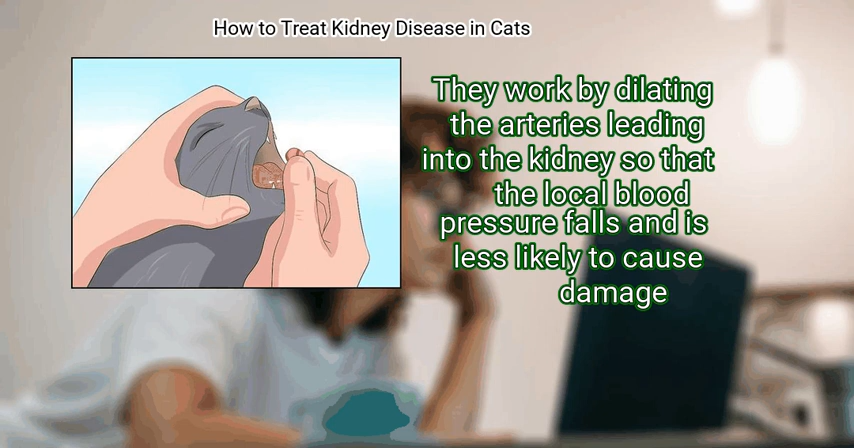 How to Treat Kidney Disease in Cats
They work by dilating
the arteries leading
into the kidney so that
the local blood
pressure falls and is
less likely to cause
damage